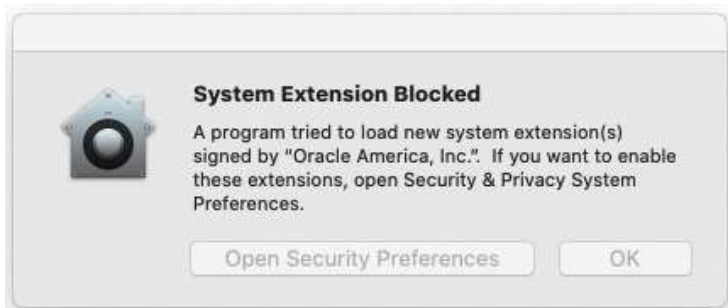 System Extension Blocked
A program tried to load new system extension(s)
signed by “Oracle America, Inc.”.  If you want to enable
these extensions, open Security & Privacy System
Preferences.
Open Security Preferences
OK